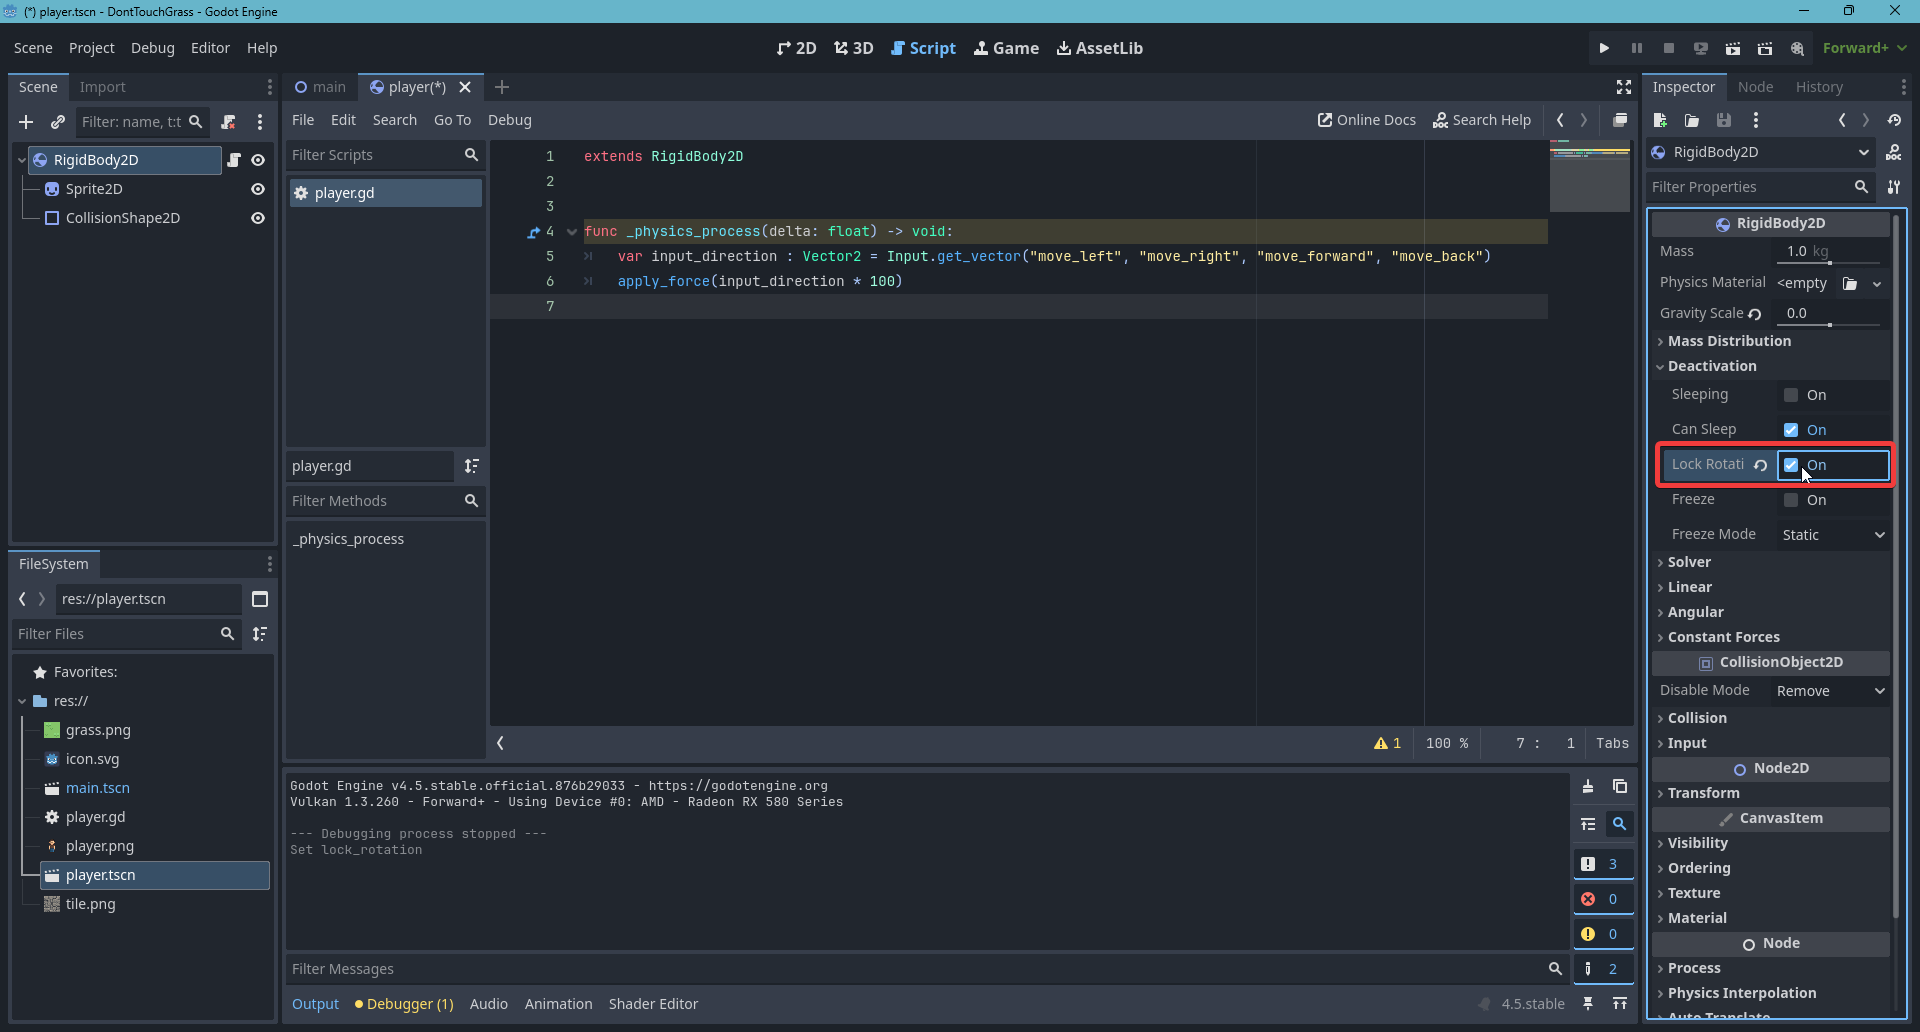 (*) player.tscn - DontTouchGrass - Godot Engine
Scene Project Debug Editor Help
2D 3D Script Game AssetLib
Forward+
Scene Import
Filter: name, t:t
RigidBody2D
Sprite2D
CollisionShape2D
FileSystem
res://player.tscn
Filter Files
Favorites:
res://
grass.png
icon.svg
main.tscn
player.gd
player.png
player.tscn
tile.png
main player(*)
File Edit Search Go To Debug
Online Docs Search Help
Filter Scripts
player.gd
player.gd
Filter Methods
_physics_process
1 extends RigidBody2D
2
3
4 func _physics_process(delta: float) -> void:
5 var input_direction : Vector2 = Input.get_vector("move_left", "move_right", "move_forward", "move_back")
6 apply_force(input_direction * 100)
7
1 100 % 7 : 1 Tabs
Godot Engine v4.5.stable.official.876b29033 - https://godotengine.org
Vulkan 1.3.260 - Forward+ - Using Device #0: AMD - Radeon RX 580 Series
--- Debugging process stopped ---
Set lock_rotation
3
0
0
2
Filter Messages
Output Debugger (1) Audio Animation Shader Editor
4.5.stable
Inspector Node History
RigidBody2D
Filter Properties
RigidBody2D
Mass 1.0 kg
Physics Material <empty
Gravity Scale 0.0
Mass Distribution
Deactivation
Sleeping On
Can Sleep On
Lock Rotati On
Freeze On
Freeze Mode Static
Solver
Linear
Angular
Constant Forces
CollisionObject2D
Disable Mode Remove
Collision
Input
Node2D
Transform
CanvasItem
Visibility
Ordering
Texture
Material
Node
Process
Physics Interpolation
Auto Translate